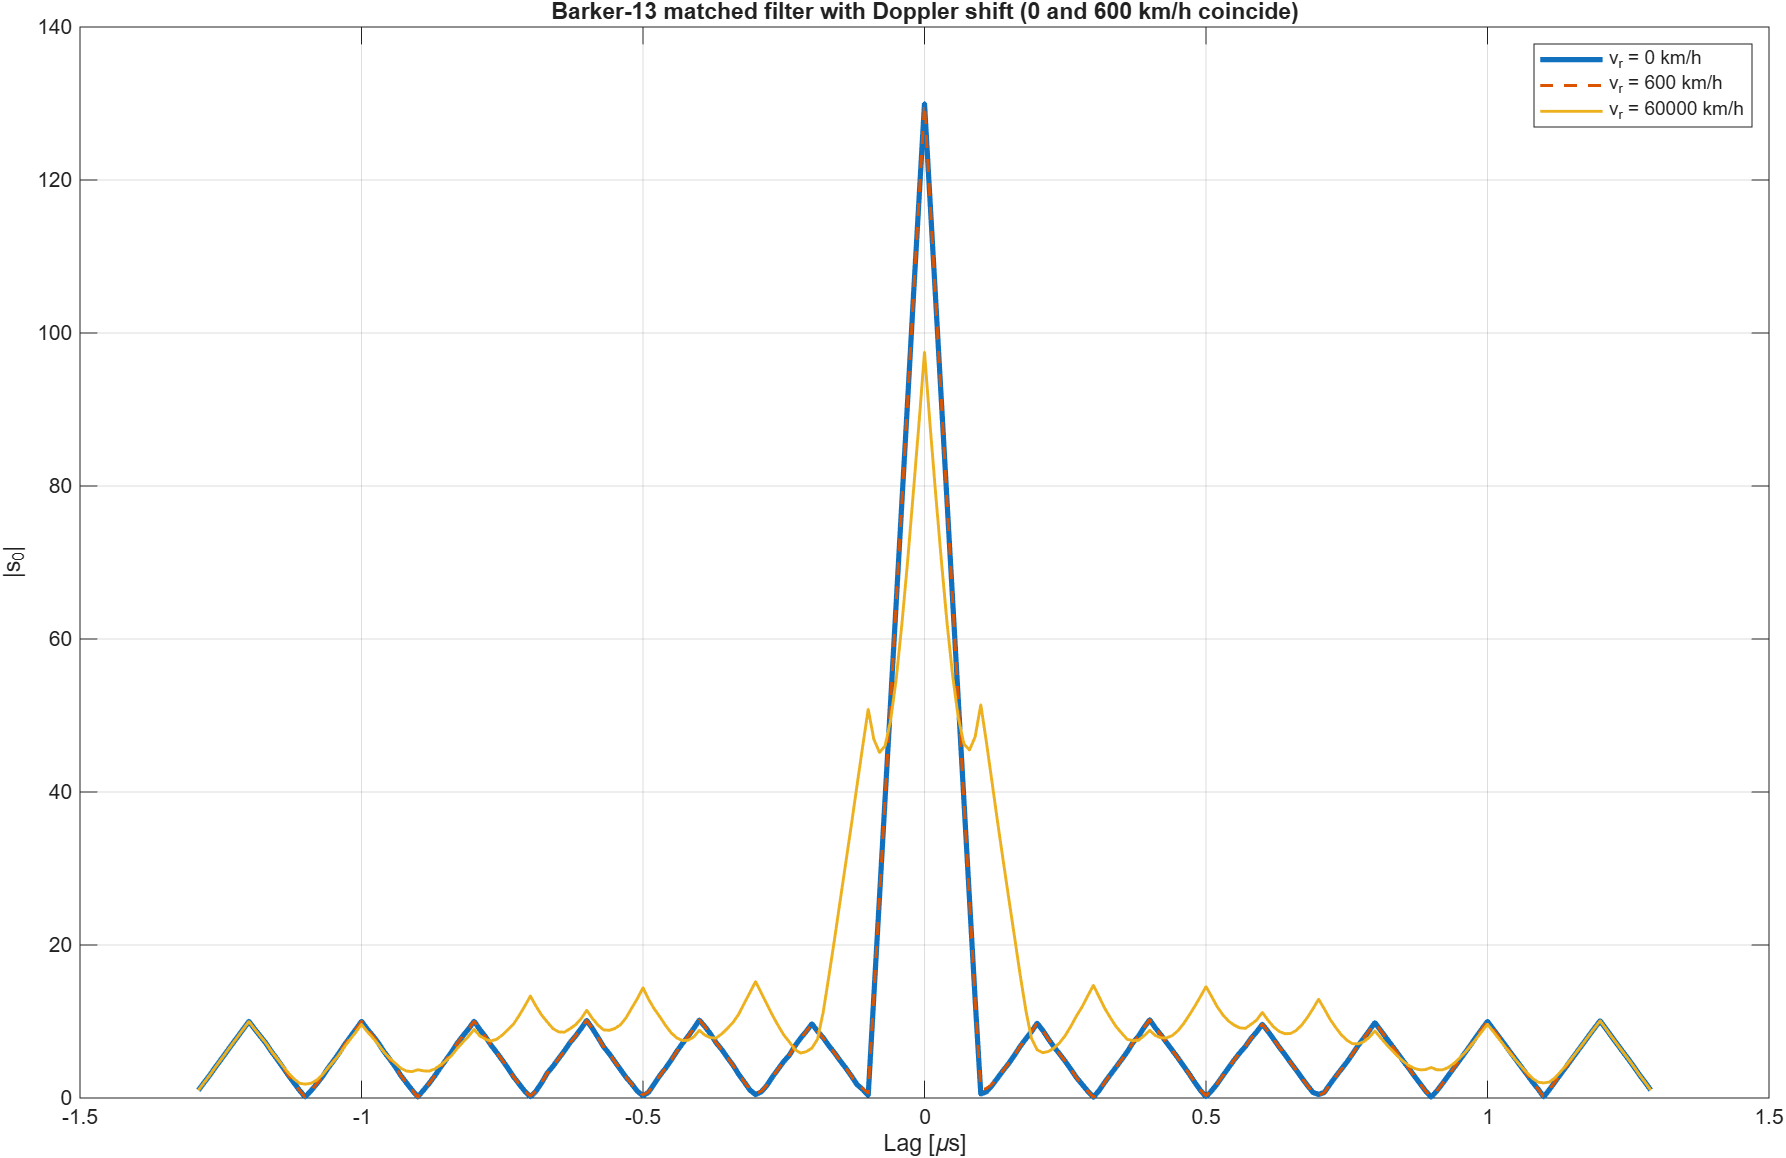 Barker-13 matched filter with Doppler shift (0 and 600 km/h coincide)
140
120
100
80
60
40
20
0
|s₀|
vᵣ = 0 km/h
vᵣ = 600 km/h
vᵣ = 60000 km/h
-1.5
-1
-0.5
0
0.5
1
1.5
Lag [μs]